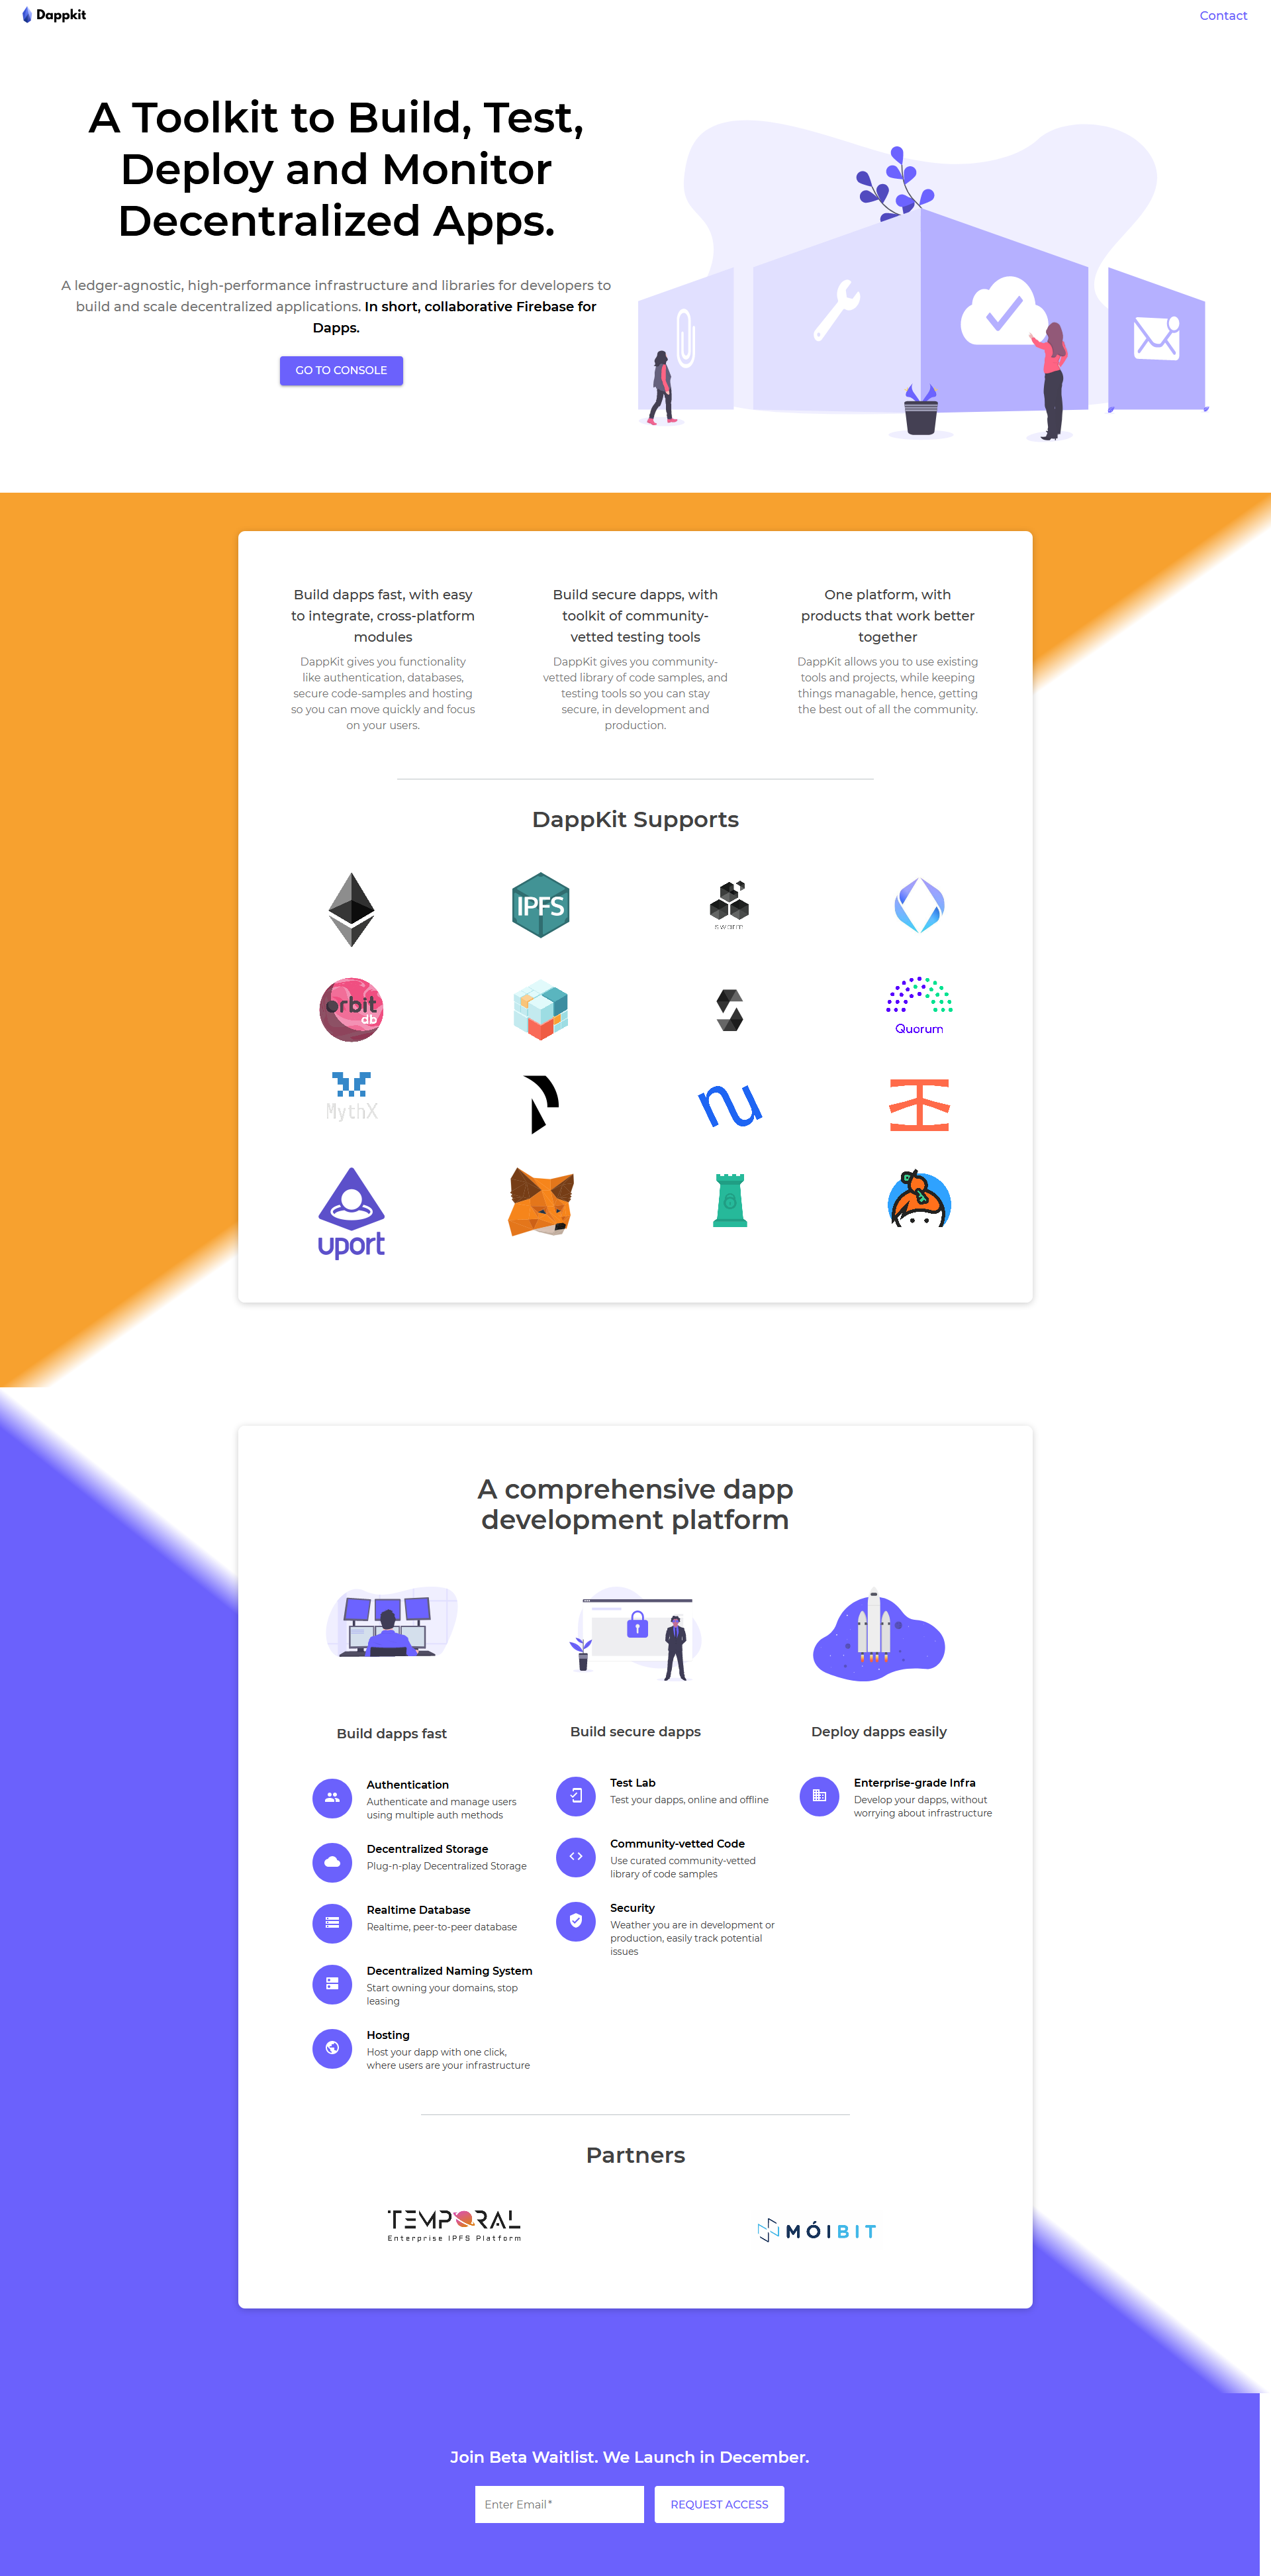 Dappkit
Contact
A Toolkit to Build, Test,
Deploy and Monitor
Decentralized Apps.
A ledger-agnostic, high-performance infrastructure and libraries for developers to
build and scale decentralized applications. In short, collaborative Firebase for
Dapps.
GO TO CONSOLE
Build dapps fast, with easy
to integrate, cross-platform
modules
DappKit gives you functionality
like authentication, databases,
secure code-samples and hosting
so you can move quickly and focus
on your users.
Build secure dapps, with
toolkit of community-
vetted testing tools
DappKit gives you community-
vetted library of code samples, and
testing tools so you can stay
secure, in development and
production.
One platform, with
products that work better
together
DappKit allows you to use existing
tools and projects, while keeping
things managable, hence, getting
the best out of all the community.
DappKit Supports
IPFS
swarm
orbit
db
Quorum
MythX
uport
A comprehensive dapp
development platform
Build dapps fast
Authentication
Authenticate and manage users
using multiple auth methods
Decentralized Storage
Plug-n-play Decentralized Storage
Realtime Database
Realtime, peer-to-peer database
Decentralized Naming System
Start owning your domains, stop
leasing
Hosting
Host your dapp with one click,
where users are your infrastructure
Build secure dapps
Test Lab
Test your dapps, online and offline
Community-vetted Code
Use curated community-vetted
library of code samples
Security
Weather you are in development or
production, easily track potential
issues
Deploy dapps easily
Enterprise-grade Infra
Develop your dapps, without
worrying about infrastructure
Partners
TEMPORAL
Enterprise IPFS Platform
MÓIBIT
Join Beta Waitlist. We Launch in December.
Enter Email*
REQUEST ACCESS